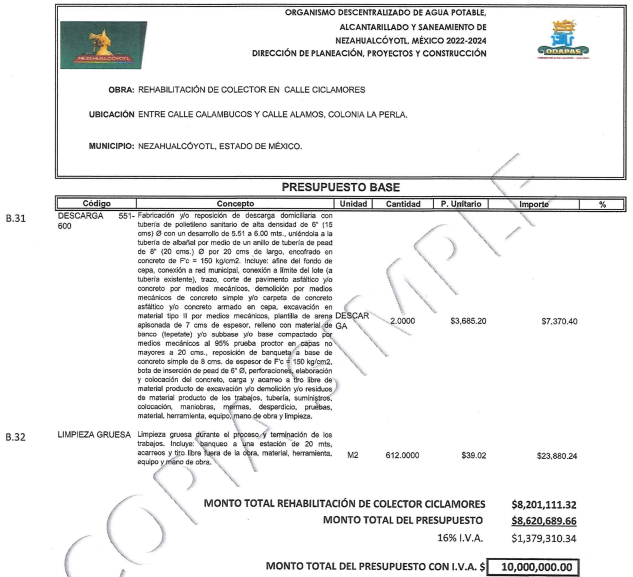 ORGANISMO DESCENTRALIZADO DE AGUA POTABLE,
ALCANTARILLADO Y SANEAMIENTO DE
NEZAHUALCÓYOTL, MÉXICO 2022-2024
DIRECCIÓN DE PLANEACIÓN, PROYECTOS Y CONSTRUCCIÓN
NEZAHUALCÓYOTL
ODAPAS
OBRA: REHABILITACIÓN DE COLECTOR EN CALLE CICLAMORES
UBICACIÓN ENTRE CALLE CALAMBUCOS Y CALLE ALAMOS, COLONIA LA PERLA.
MUNICIPIO: NEZAHUALCÓYOTL, ESTADO DE MÉXICO.
PRESUPUESTO BASE
Código Concepto Unidad Cantidad P. Unitario Importe %
B.31 DESCARGA 551-600
Fabricación y/o reposición de descarga domiciliaria con
tubería de polietileno sanitario de alta densidad de 6" (15
cms) Ø con un desarrollo de 5.51 a 6.00 mts., uniéndola a la
tubería de albañal por medio de un anillo de tubería de pead
de 8" (20 cms.) Ø por 20 cms de largo, encofrado en
concreto de F'c = 150 kg/cm2. Incluye: afine del fondo de
cepa, conexión a red municipal, conexión a límite del lote (a
tubería existente), trazo, corte de pavimento asfáltico y/o
concreto por medios mecánicos, demolición por medios
mecánicos de concreto simple y/o carpeta de concreto
asfáltico y/o concreto armado en cepa, excavación en
material tipo II por medios mecánicos, plantilla de arena
apisonada de 7 cms de espesor, relleno con material de
banco (tepetate) y/o subbase y/o base compactado por
medios mecánicos al 95% prueba proctor en capas no
mayores a 20 cms., reposición de banqueta a base de
concreto simple de 8 cms. de espesor de F'c = 150 kg/cm2,
bota de inserción de pead de 6" Ø, perforaciones, elaboración
y colocación del concreto, carga y acarreo a tiro libre de
material producto de excavación y/o demolición y/o residuos
de material producto de los trabajos, tubería, suministros,
colocación, maniobras, mermas, desperdicio, pruebas,
material, herramienta, equipo, mano de obra y limpieza.
DESCAR
GA
2.0000 $3,685.20 $7,370.40
B.32 LIMPIEZA GRUESA
Limpieza gruesa durante el proceso y terminación de los
trabajos. Incluye: banqueo a una estación de 20 mts,
acarreos y tiro libre fuera de la obra, material, herramienta,
equipo y mano de obra.
M2 612.0000 $39.02 $23,880.24
MONTO TOTAL REHABILITACIÓN DE COLECTOR CICLAMORES $8,201,111.32
MONTO TOTAL DEL PRESUPUESTO $8,620,689.66
16% I.V.A. $1,379,310.34
MONTO TOTAL DEL PRESUPUESTO CON I.V.A. $ 10,000,000.00
COPIA SIMPLE